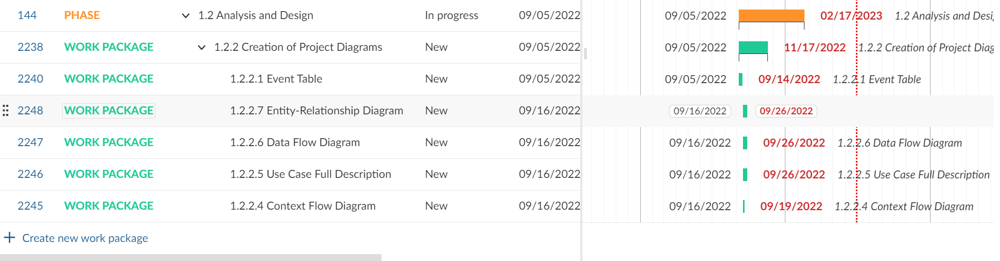 144 PHASE 1.2 Analysis and Design In progress 09/05/2022 09/05/2022 02/17/2023 1.2 Analysis and Desi
2238 WORK PACKAGE 1.2.2 Creation of Project Diagrams New 09/05/2022 09/05/2022 11/17/2022 1.2.2 Creation of Project Diag
2240 WORK PACKAGE 1.2.2.1 Event Table New 09/05/2022 09/05/2022 09/14/2022 1.2.2.1 Event Table
2248 WORK PACKAGE 1.2.2.7 Entity-Relationship Diagram New 09/16/2022 09/16/2022 09/26/2022
2247 WORK PACKAGE 1.2.2.6 Data Flow Diagram New 09/16/2022 09/16/2022 09/26/2022 1.2.2.6 Data Flow Diagram
2246 WORK PACKAGE 1.2.2.5 Use Case Full Description New 09/16/2022 09/16/2022 09/26/2022 1.2.2.5 Use Case Full Description
2245 WORK PACKAGE 1.2.2.4 Context Flow Diagram New 09/16/2022 09/16/2022 09/19/2022 1.2.2.4 Context Flow Diagram
Create new work package